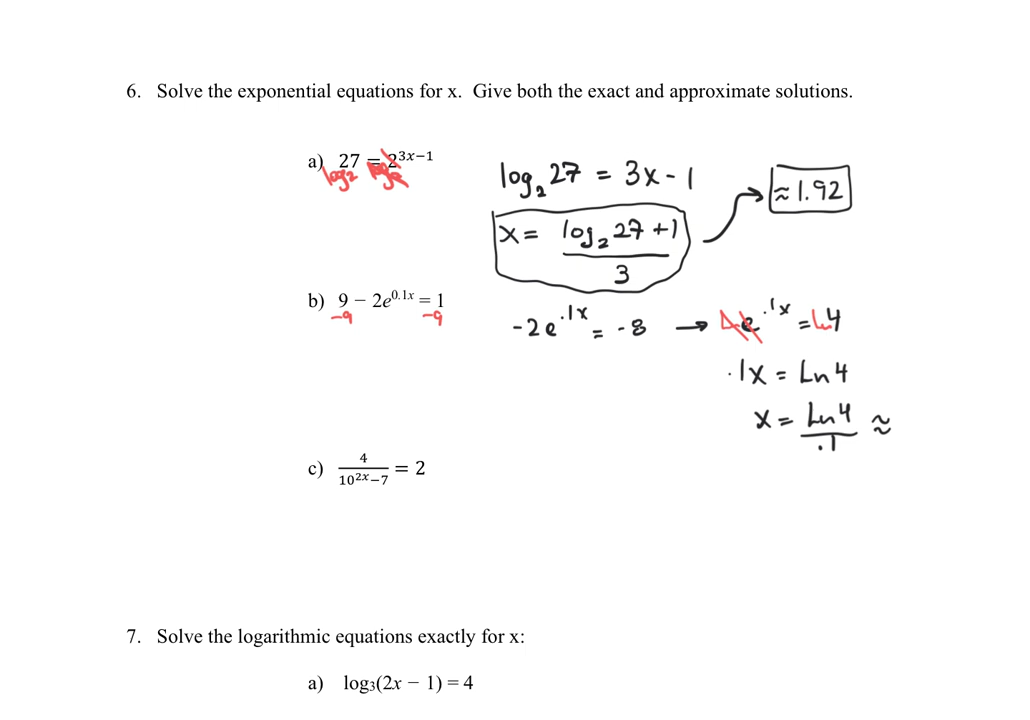 6. Solve the exponential equations for x. Give both the exact and approximate solutions.
a) 27 = 2^{3x−1}
log₂ log₂
log₂ 27 = 3x - 1
x = (log₂ 27 + 1)/3
≈ 1.92
b) 9 − 2e^{0.1x} = 1
-9 -9
-2e^{.1x} = -8 → Ln e^{.1x} = Ln 4
.1x = Ln 4
x = Ln 4/.1 ≈
c) 4/(10^{2x}−7) = 2
7. Solve the logarithmic equations exactly for x:
a) log₃(2x − 1) = 4